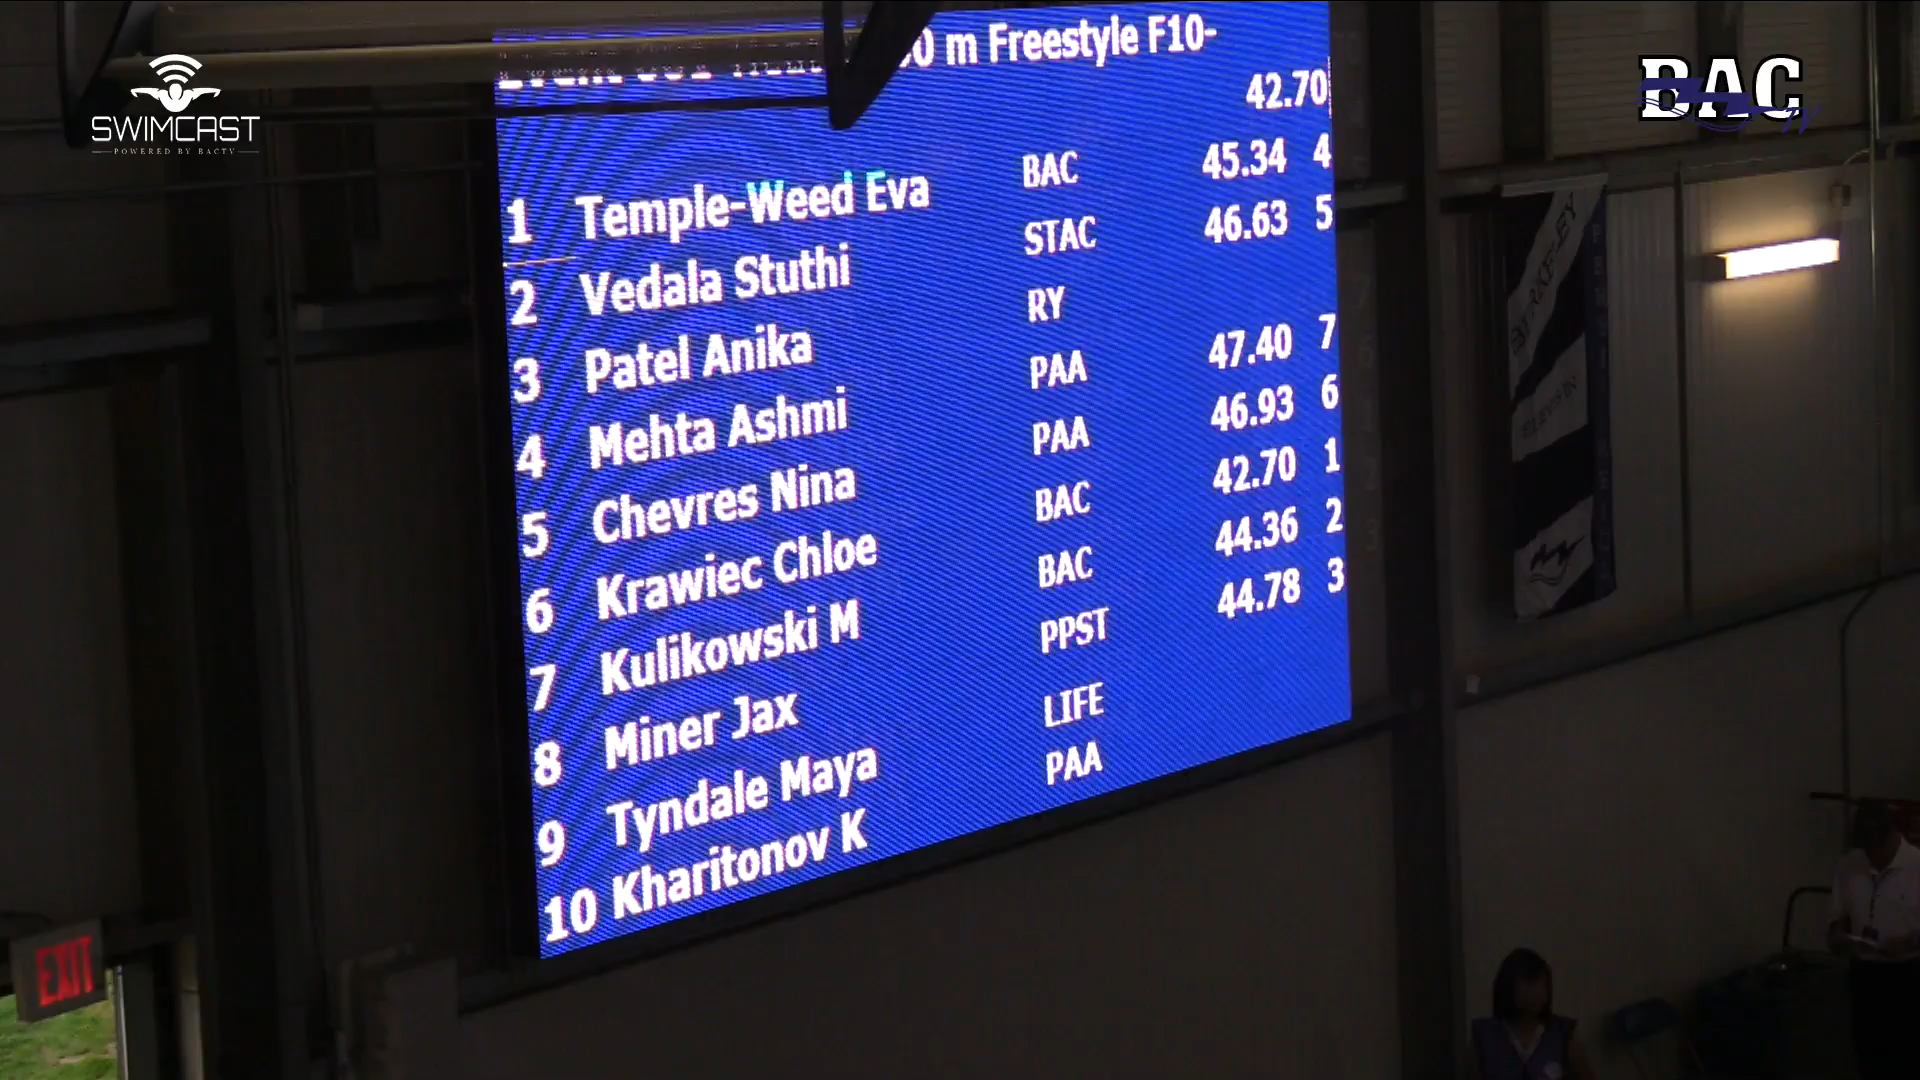 SWIMCAST
POWERED BY BACTV
BAC
m Freestyle F10-
42.70
1 Temple-Weed Eva BAC 45.34 4
2 Vedala Stuthi STAC 46.63 5
3 Patel Anika RY
4 Mehta Ashmi PAA 47.40 7
5 Chevres Nina PAA 46.93 6
6 Krawiec Chloe BAC 42.70 1
7 Kulikowski M BAC 44.36 2
8 Miner Jax PPST 44.78 3
9 Tyndale Maya LIFE
10 Kharitonov K PAA
EXIT